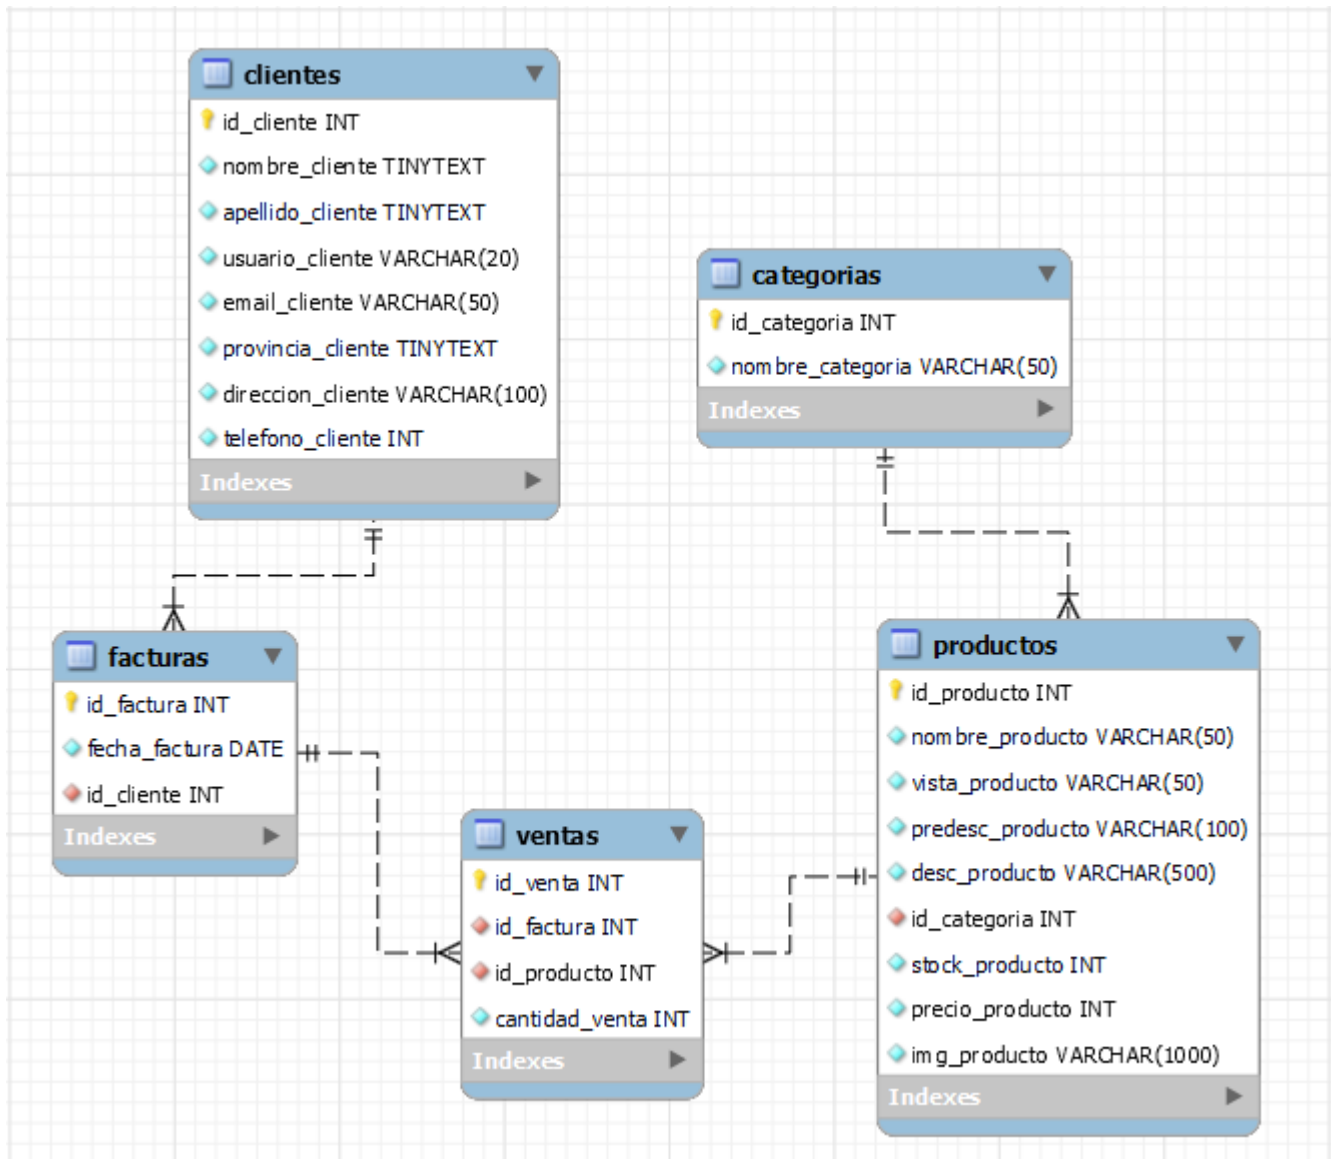 clientes
id_cliente INT
nombre_cliente TINYTEXT
apellido_cliente TINYTEXT
usuario_cliente VARCHAR(20)
email_cliente VARCHAR(50)
provincia_cliente TINYTEXT
direccion_cliente VARCHAR(100)
telefono_cliente INT
Indexes
categorias
id_categoria INT
nombre_categoria VARCHAR(50)
Indexes
facturas
id_factura INT
fecha_factura DATE
id_cliente INT
Indexes
ventas
id_venta INT
id_factura INT
id_producto INT
cantidad_venta INT
Indexes
productos
id_producto INT
nombre_producto VARCHAR(50)
vista_producto VARCHAR(50)
predesc_producto VARCHAR(100)
desc_producto VARCHAR(500)
id_categoria INT
stock_producto INT
precio_producto INT
img_producto VARCHAR(1000)
Indexes